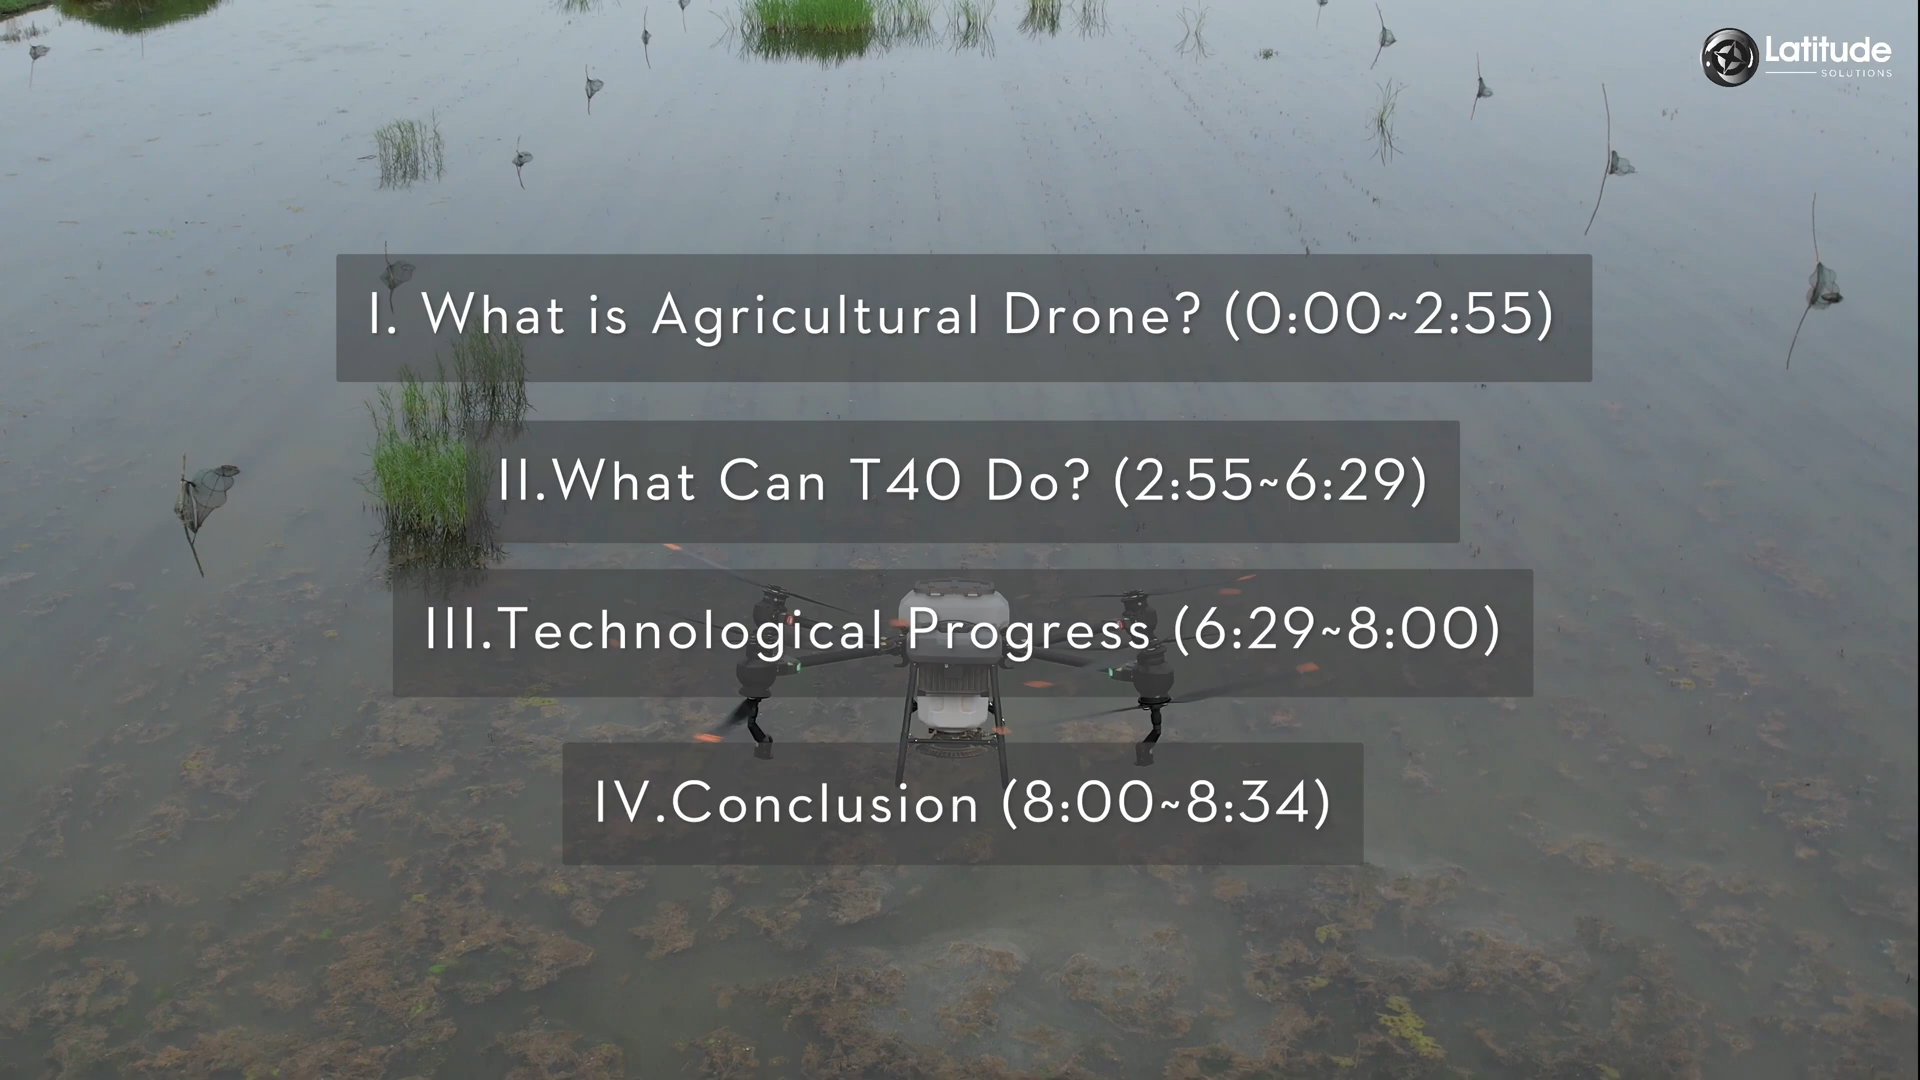 Latitude
SOLUTIONS
I. What is Agricultural Drone? (0:00~2:55)
II.What Can T40 Do? (2:55~6:29)
III.Technological Progress (6:29~8:00)
IV.Conclusion (8:00~8:34)